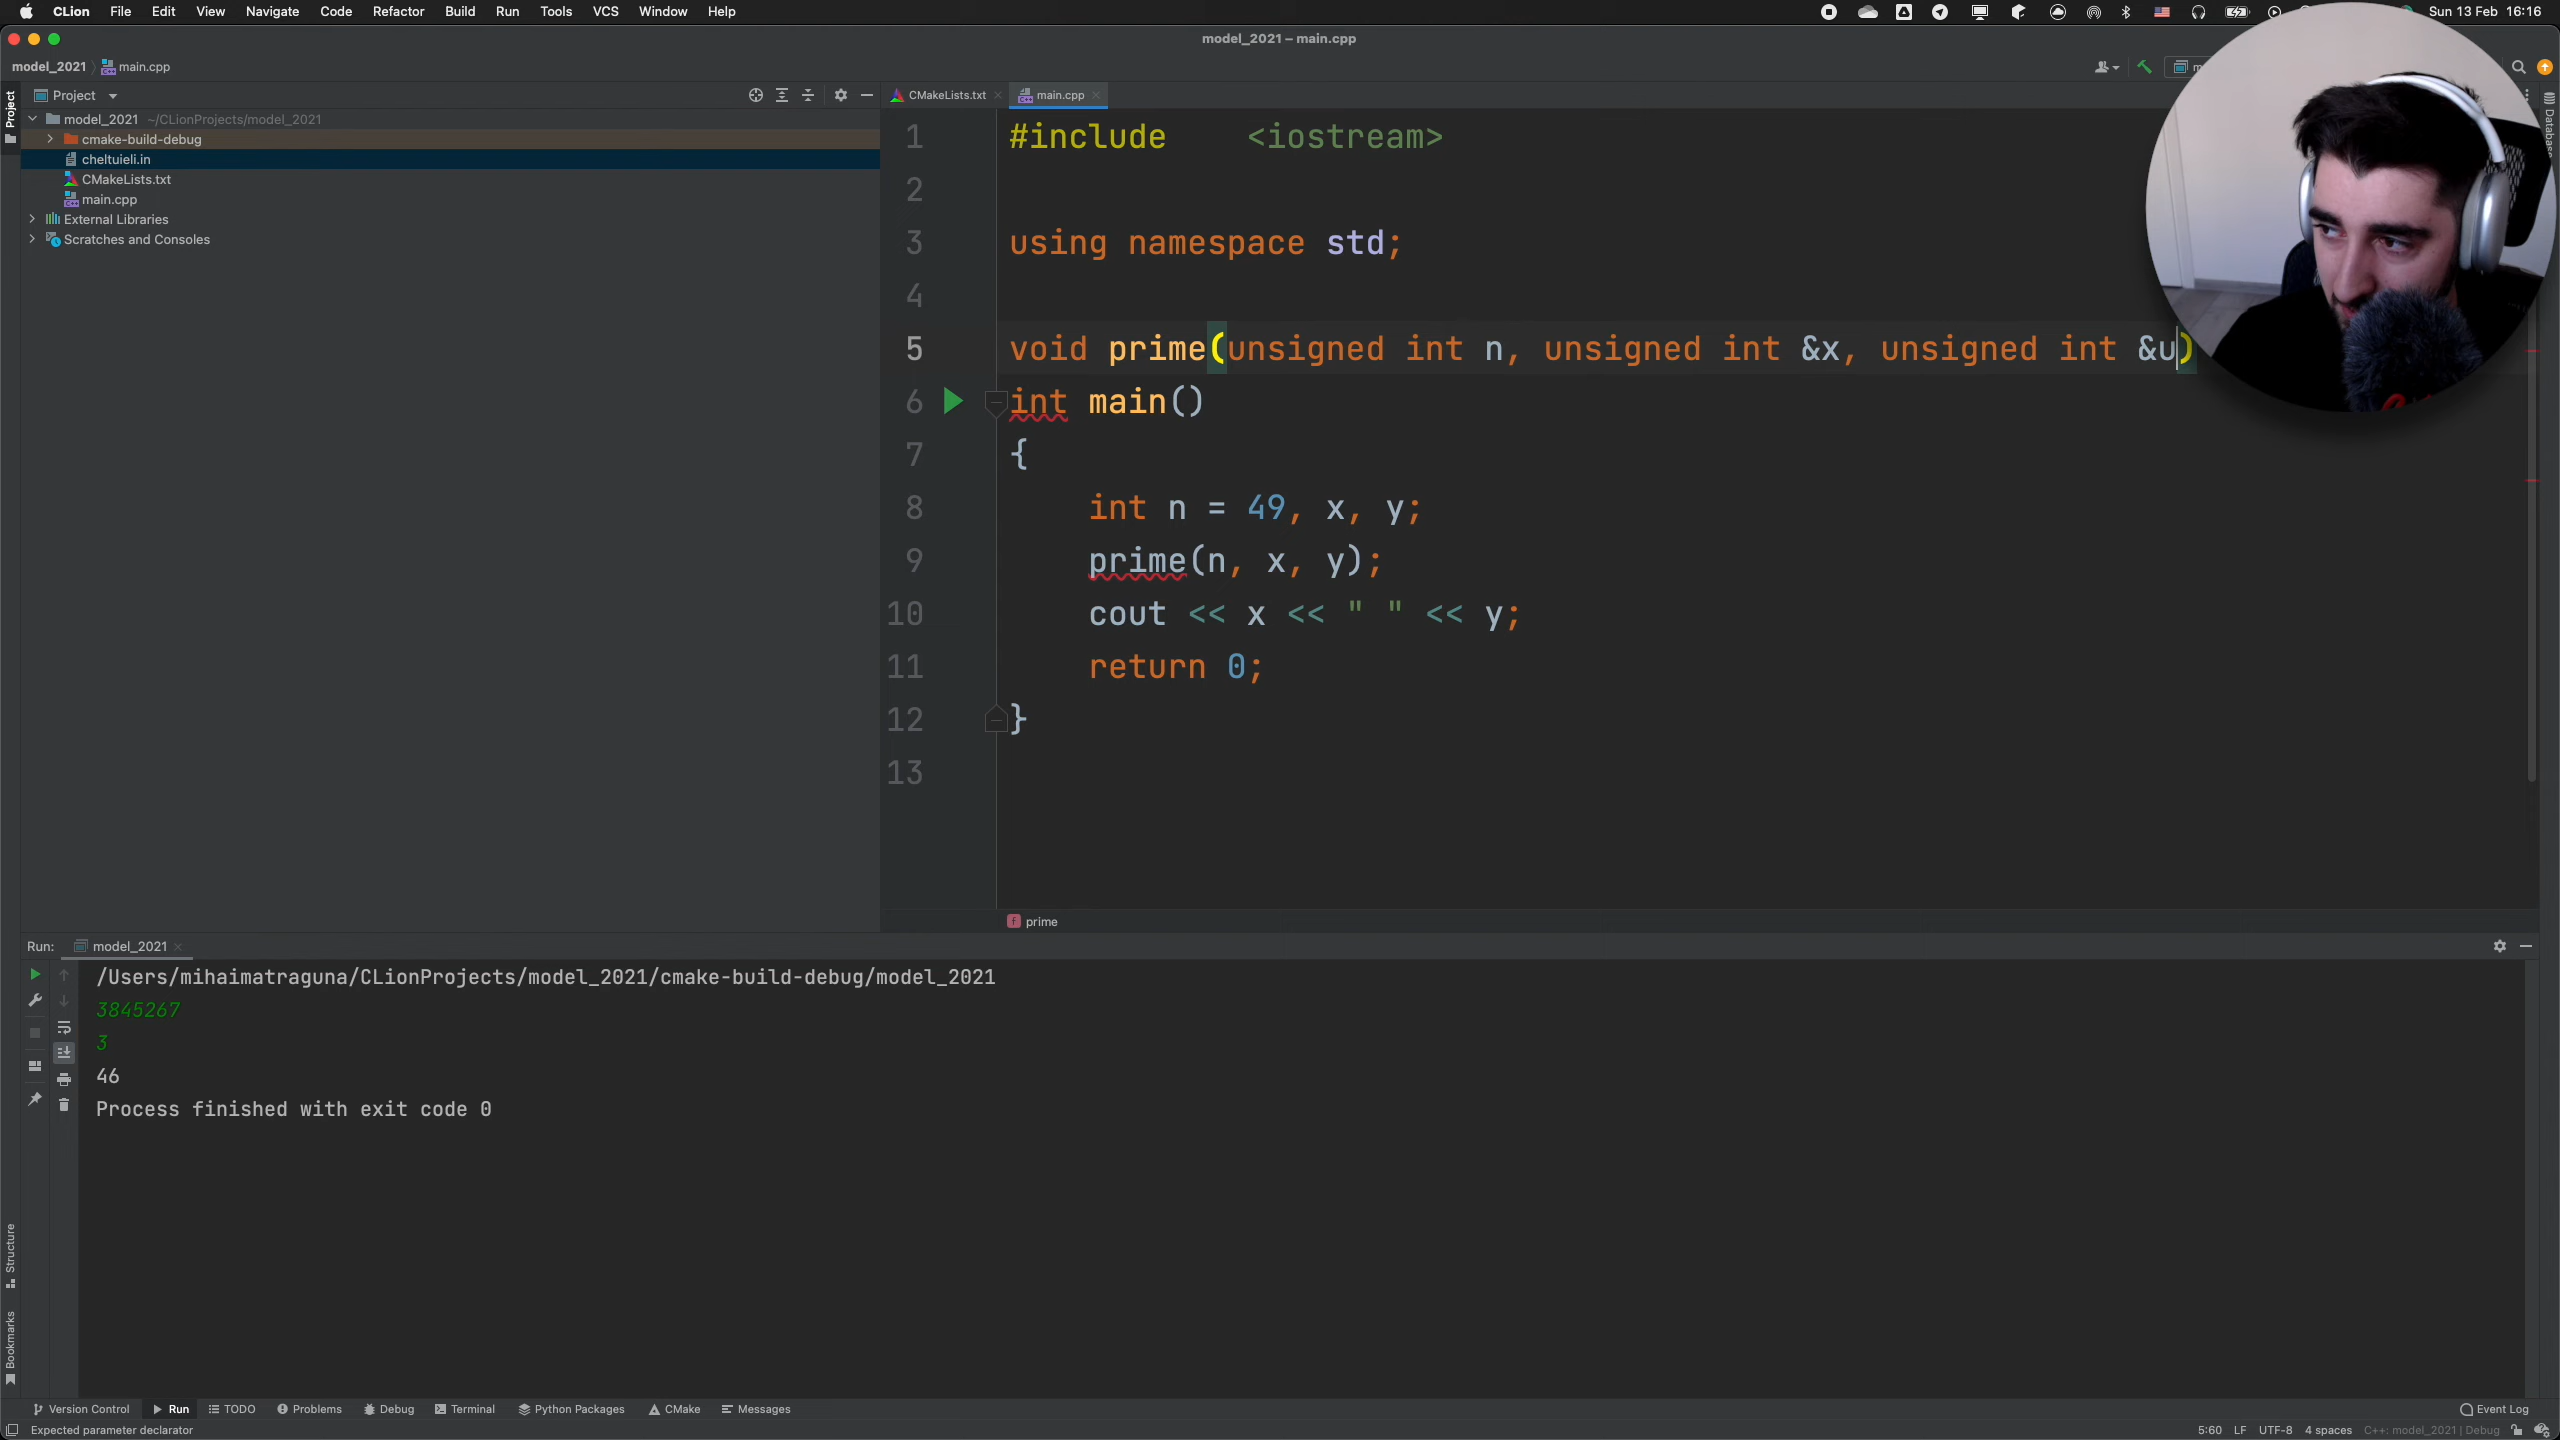 CLion File Edit View Navigate Code Refactor Build Run Tools VCS Window Help Sun 13 Feb 16:16
model_2021 – main.cpp
model_2021 main.cpp
Project
Project
CMakeLists.txt main.cpp
model_2021 ~/CLionProjects/model_2021
cmake-build-debug
cheltuieli.in
CMakeLists.txt
main.cpp
External Libraries
Scratches and Consoles
Database
1 #include <iostream>
2
3 using namespace std;
4
5 void prime(unsigned int n, unsigned int &x, unsigned int &u)
6 int main()
7 {
8 int n = 49, x, y;
9 prime(n, x, y);
10 cout << x << " " << y;
11 return 0;
12 }
13
prime
Run: model_2021
/Users/mihaimatraguna/CLionProjects/model_2021/cmake-build-debug/model_2021
3845267
3
46
Process finished with exit code 0
Structure
Bookmarks
Version Control Run TODO Problems Debug Terminal Python Packages CMake Messages Event Log
Expected parameter declarator 5:60 LF UTF-8 4 spaces C++: model_2021 | Debug